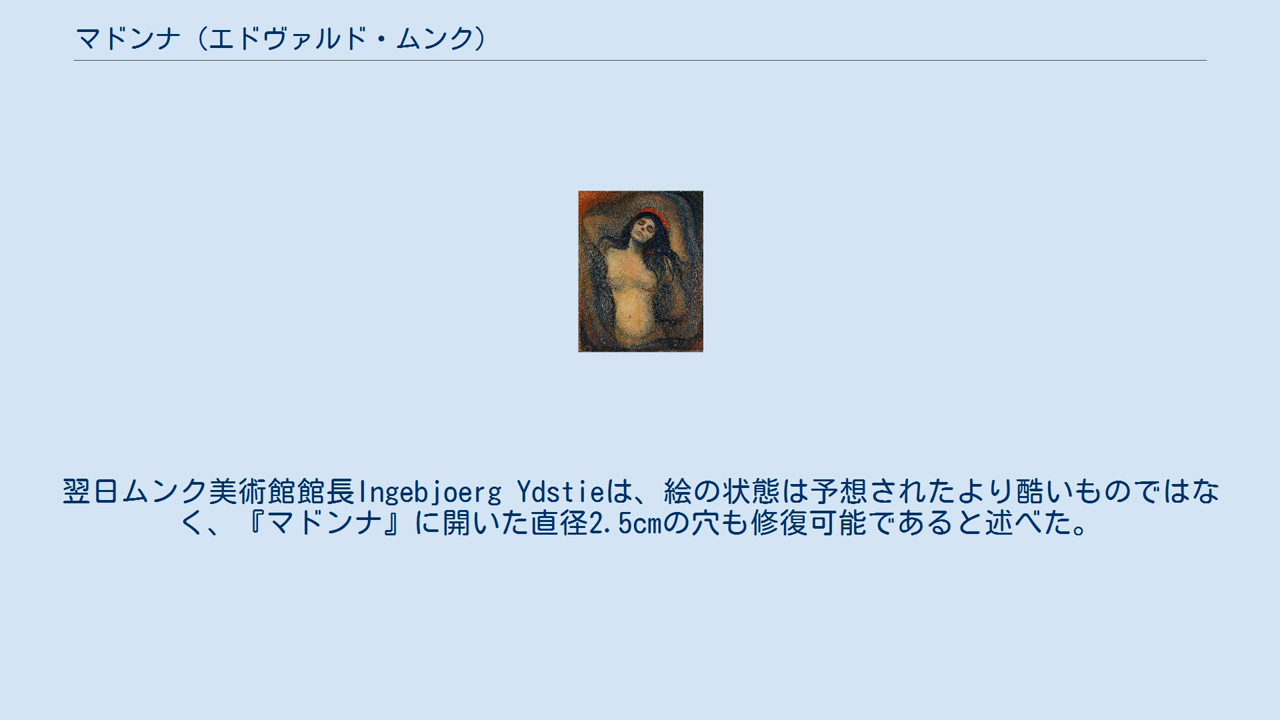 マドンナ（エドヴァルド・ムンク）
翌日ムンク美術館館長Ingebjoerg Ydstieは、絵の状態は予想されたより酷いものではな
く、『マドンナ』に開いた直径2.5cmの穴も修復可能であると述べた。